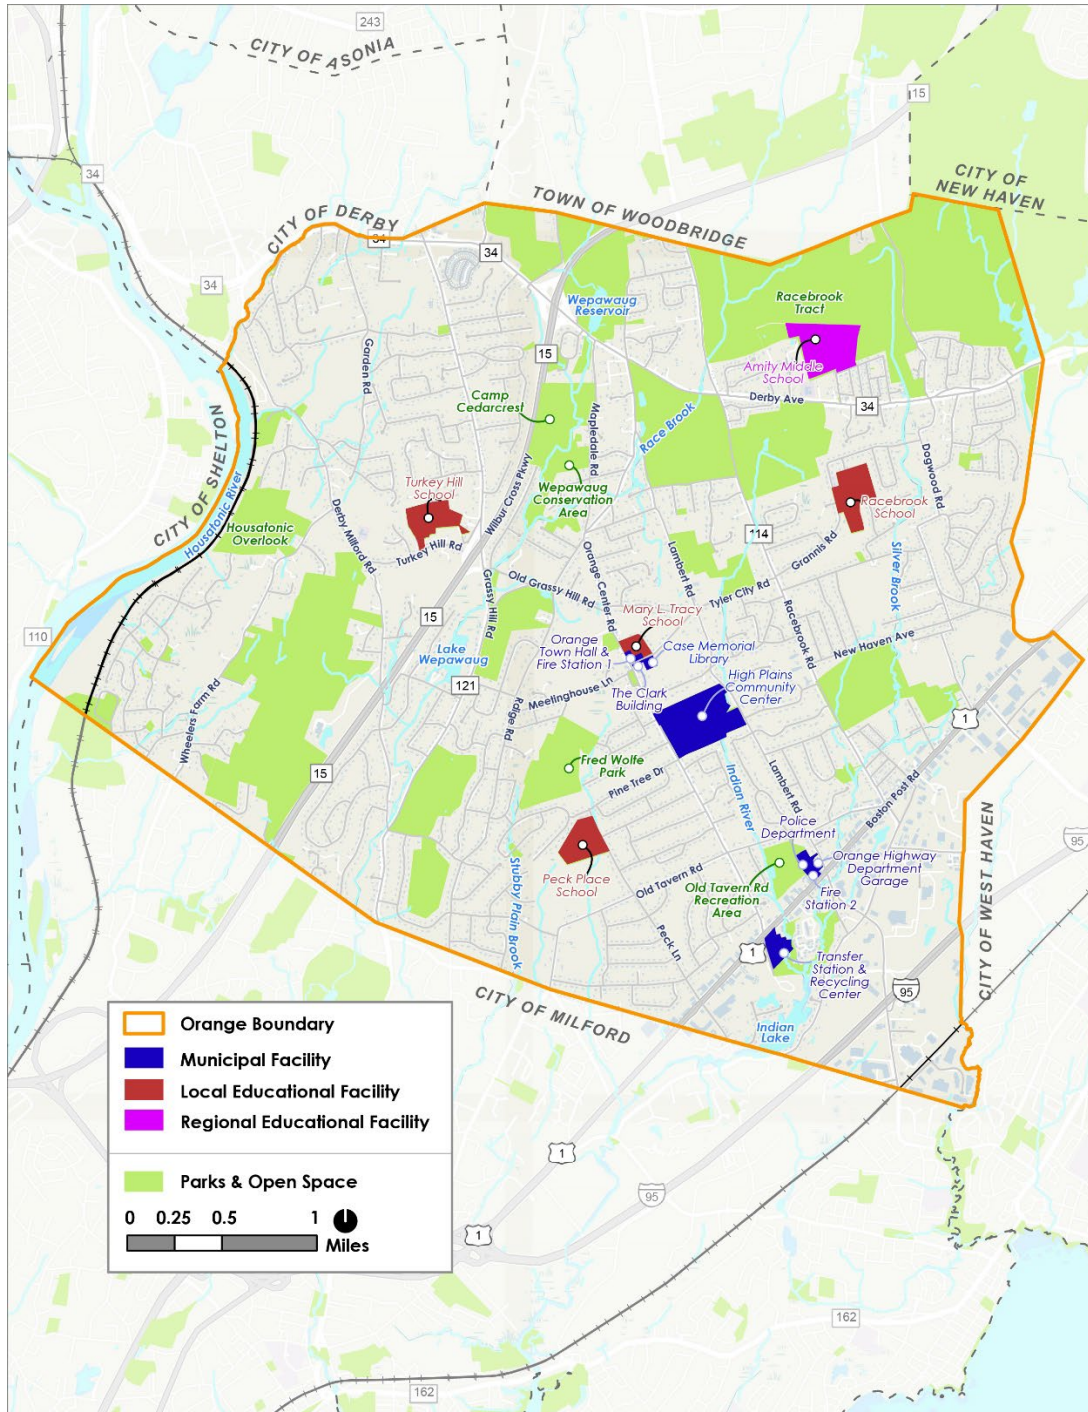 243
CITY OF ASONIA
15
34
CITY OF
NEW HAVEN
TOWN OF WOODBRIDGE
CITY OF DERBY
34
34
34
Racebrook
Tract
Wepawaug
Reservoir
15
Amity Middle
School
Garden Rd
Derby Ave
34
Camp
Cedarcrest
Mapledale Rd
Race Brook
Dogwood Rd
CITY OF SHELTON
Housatonic River
Turkey Hill
School
Wilbur Cross Pkwy
Wepawaug
Conservation
Area
Racebrook
School
Housatonic
Overlook
Derby Milford Rd
Turkey Hill Rd
114
Grannis Rd
Silver Brook
Orange Center Rd
Lambert Rd
Old Grassy Hill Rd
Grassy Hill Rd
Tyler City Rd
Racebrook Rd
15
Mary L. Tracy
School
110
Orange
Town Hall &
Fire Station 1
Case Memorial
Library
New Haven Ave
Lake
Wepawaug
121
Meetinghouse Ln
The Clark
Building
High Plains
Community
Center
Wheelers Farm Rd
Rdige Rd
1
15
Fred Wolfe
Park
Pine Tree Dr
Indian River
Lambert Rd
Boston Post Rd
Police
Department
95
Orange Highway
Department
Garage
Peck Place
School
Stubby Plain Brook
Old Tavern Rd
Old Tavern Rd
Recreation
Area
Fire
Station 2
CITY OF WEST HAVEN
Peck Ln
1
Transfer
Station &
Recycling
Center
95
CITY OF MILFORD
Indian
Lake
Orange Boundary
Municipal Facility
Local Educational Facility
Regional Educational Facility
Parks & Open Space
0 0.25 0.5 1
Miles
1
95
1
162
162